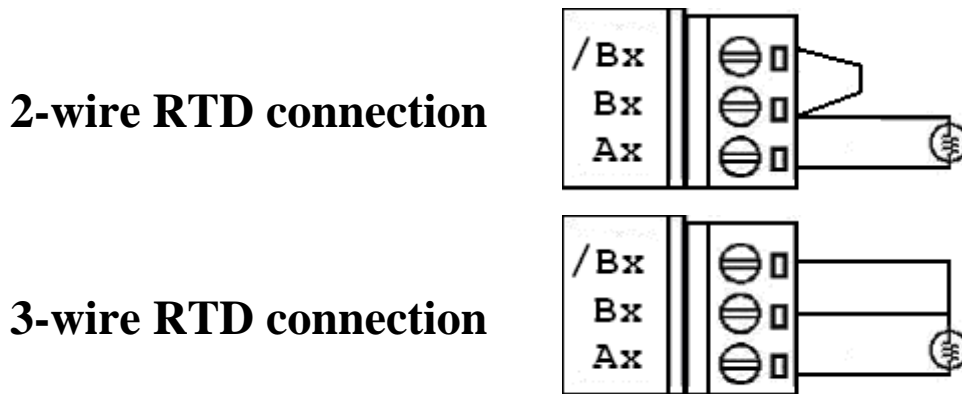 /Bx
2-wire RTD connection
Bx
Ax
/Bx
3-wire RTD connection
Bx
Ax